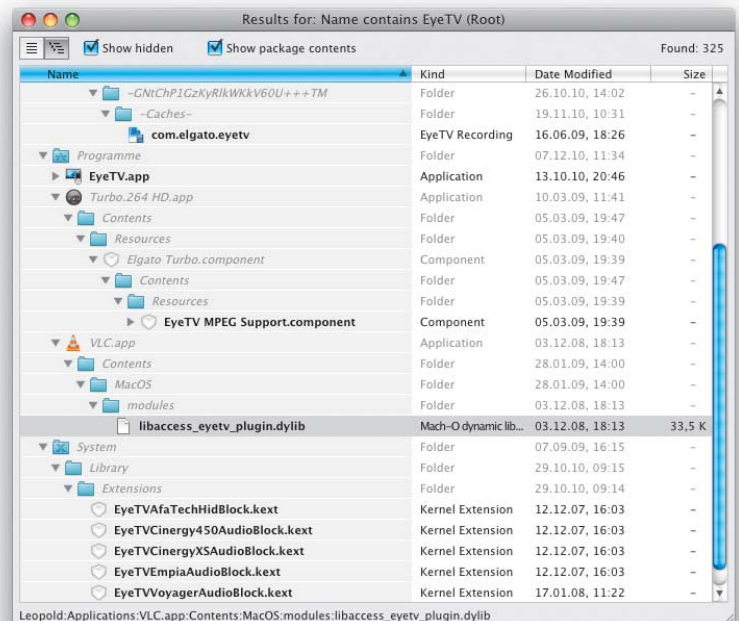 Results for: Name contains EyeTV (Root)
Show hidden Show package contents Found: 325
Name Kind Date Modified Size
~GNtChP1GzKyRlkWKkV60U+++TM Folder 26.10.10, 14:02 –
~Caches~ Folder 19.11.10, 10:31 –
com.elgato.eyetv EyeTV Recording 16.06.09, 18:26 –
Programme Folder 07.12.10, 11:34 –
EyeTV.app Application 13.10.10, 20:46 –
Turbo.264 HD.app Application 10.03.09, 11:41 –
Contents Folder 05.03.09, 19:47 –
Resources Folder 05.03.09, 19:40 –
Elgato Turbo.component Component 05.03.09, 19:39 –
Contents Folder 05.03.09, 19:47 –
Resources Folder 05.03.09, 19:39 –
EyeTV MPEG Support.component Component 05.03.09, 19:39 –
VLC.app Application 03.12.08, 18:13 –
Contents Folder 28.01.09, 14:00 –
MacOS Folder 28.01.09, 14:00 –
modules Folder 03.12.08, 18:13 –
libaccess_eyetv_plugin.dylib Mach-O dynamic lib... 03.12.08, 18:13 33,5 K
System Folder 07.09.09, 16:15 –
Library Folder 29.10.10, 09:15 –
Extensions Folder 29.10.10, 09:14 –
EyeTVAfaTechHidBlock.kext Kernel Extension 12.12.07, 16:03 –
EyeTVCinergy450AudioBlock.kext Kernel Extension 12.12.07, 16:03 –
EyeTVCinergyXSAudioBlock.kext Kernel Extension 12.12.07, 16:03 –
EyeTVEmpiaAudioBlock.kext Kernel Extension 12.12.07, 16:03 –
EyeTVVoyagerAudioBlock.kext Kernel Extension 17.01.08, 11:22 –
Leopold:Applications:VLC.app:Contents:MacOS:modules:libaccess_eyetv_plugin.dylib